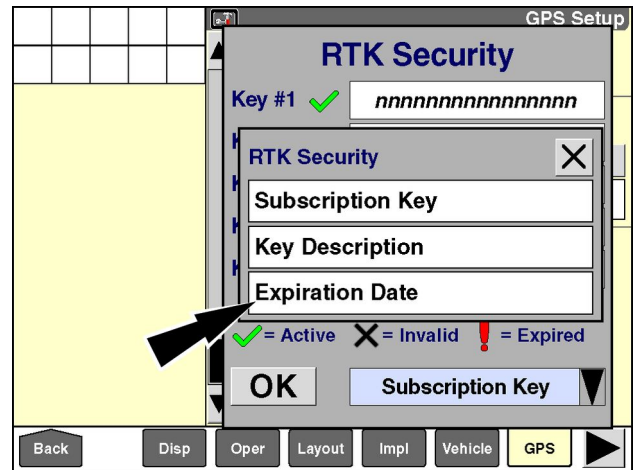 GPS Setup
RTK Security
Key #1 nnnnnnnnnnnnnnnn
RTK Security
Subscription Key
Key Description
Expiration Date
= Active = Invalid = Expired
OK Subscription Key
Back Disp Oper Layout Impl Vehicle GPS